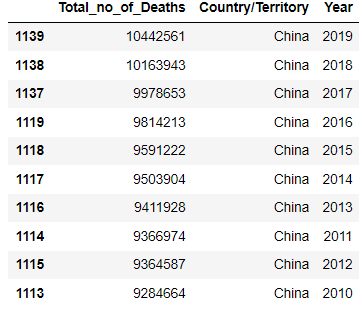 Total_no_of_Deaths Country/Territory Year
1139 10442561 China 2019
1138 10163943 China 2018
1137 9978653 China 2017
1119 9814213 China 2016
1118 9591222 China 2015
1117 9503904 China 2014
1116 9411928 China 2013
1114 9366974 China 2011
1115 9364587 China 2012
1113 9284664 China 2010